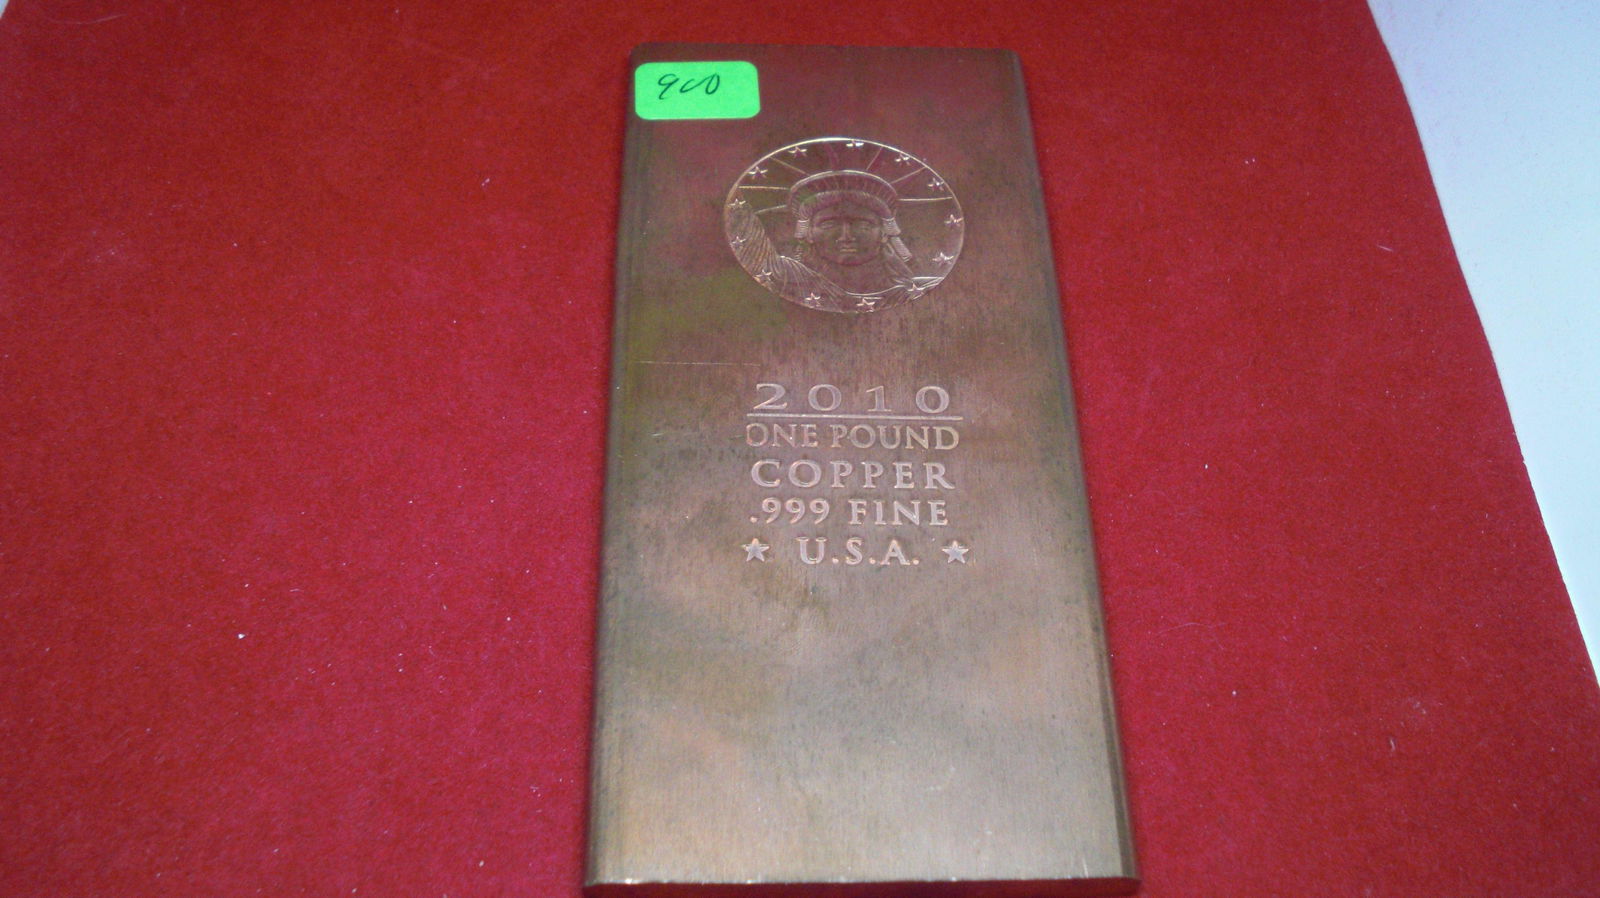 900
2010
ONE POUND
COPPER
.999 FINE
★ U.S.A. ★